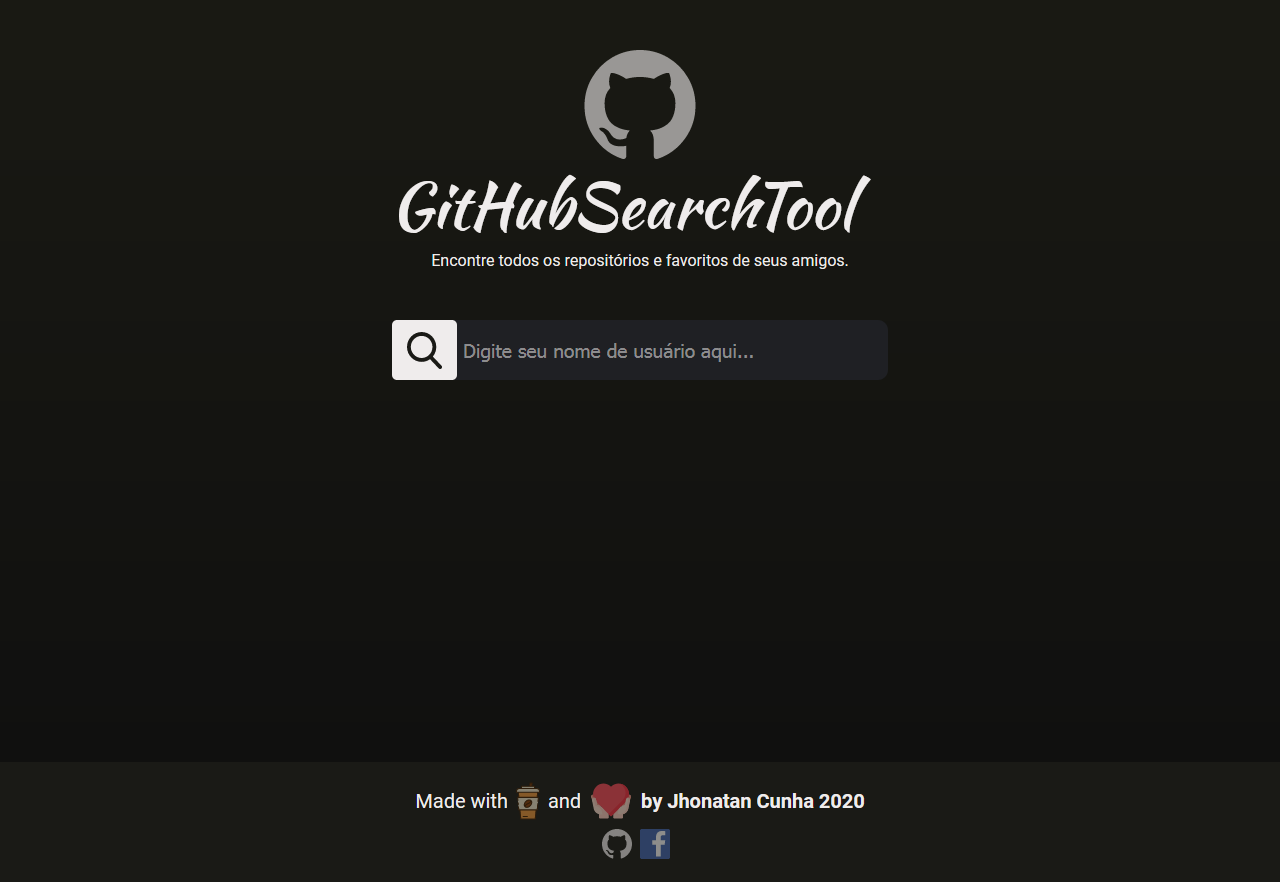 GitHubSearchTool
Encontre todos os repositórios e favoritos de seus amigos.
Digite seu nome de usuário aqui...
Made with and by Jhonatan Cunha 2020